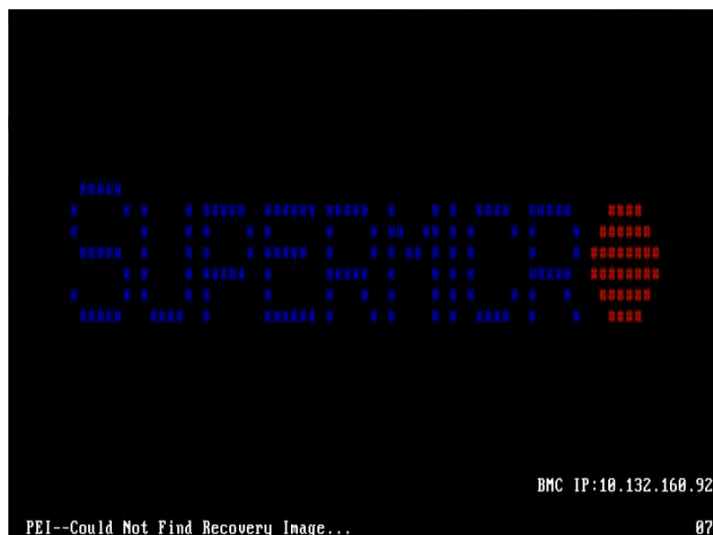 SUPERMICR●
BMC IP:10.132.160.92
PEI--Could Not Find Recovery Image...
07